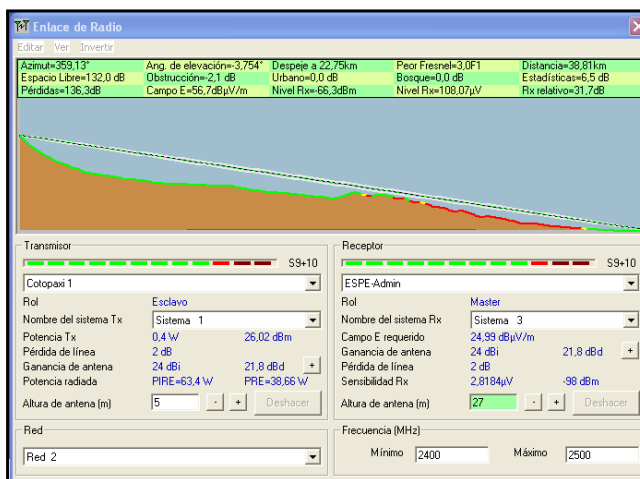 Enlace de Radio
Editar Ver Invertir
Azimut=359,13° Ang. de elevación=-3,754° Despeje a 22,75km Peor Fresnel=3,0F1 Distancia=38,81km
Espacio Libre=132,0 dB Obstrucción=-2,1 dB Urbano=0,0 dB Bosque=0,0 dB Estadísticas=6,5 dB
Pérdidas=136,3dB Campo E=56,7dBµV/m Nivel Rx=-66,3dBm Nivel Rx=108,07µV Rx relativo=31,7dB
Transmisor
S9+10
Cotopaxi 1
Rol Esclavo
Nombre del sistema Tx Sistema 1
Potencia Tx 0,4 W 26,02 dBm
Pérdida de línea 2 dB
Ganancia de antena 24 dBi 21,8 dBd +
Potencia radiada PIRE=63,4 W PRE=38,66 W
Altura de antena (m) 5 - + Deshacer
Red
Red 2
Receptor
S9+10
ESPE-Admin
Rol Master
Nombre del sistema Rx Sistema 3
Campo E requerido 24,99 dBµV/m
Ganancia de antena 24 dBi 21,8 dBd +
Pérdida de línea 2 dB
Sensibilidad Rx 2,8184µV -98 dBm
Altura de antena (m) 27 - + Deshacer
Frecuencia (MHz)
Mínimo 2400 Máximo 2500